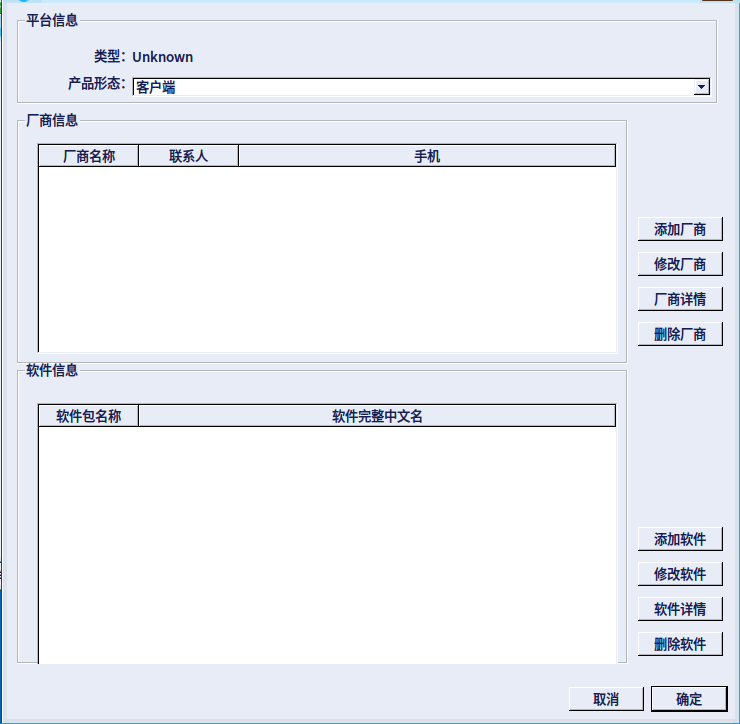 平台信息
类型: Unknown
产品形态: 客户端
厂商信息
厂商名称 联系人 手机
添加厂商
修改厂商
厂商详情
删除厂商
软件信息
软件包名称 软件完整中文名
添加软件
修改软件
软件详情
删除软件
取消 确定